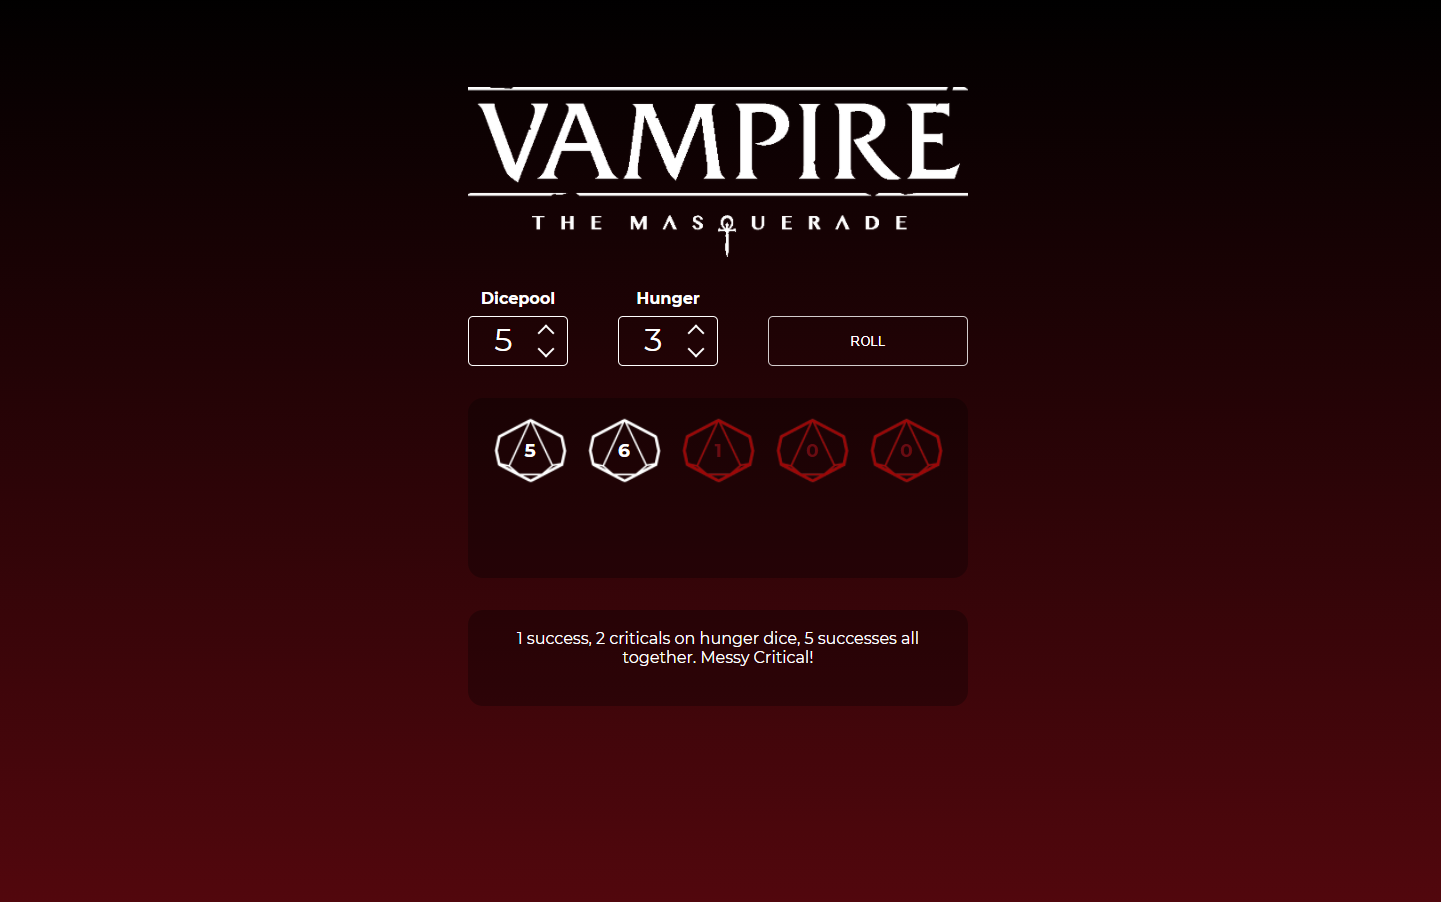 VAMPIRE
THE MASQUERADE
Dicepool
Hunger
5
3
ROLL
5 6 1 0 0
1 success, 2 criticals on hunger dice, 5 successes all
together. Messy Critical!